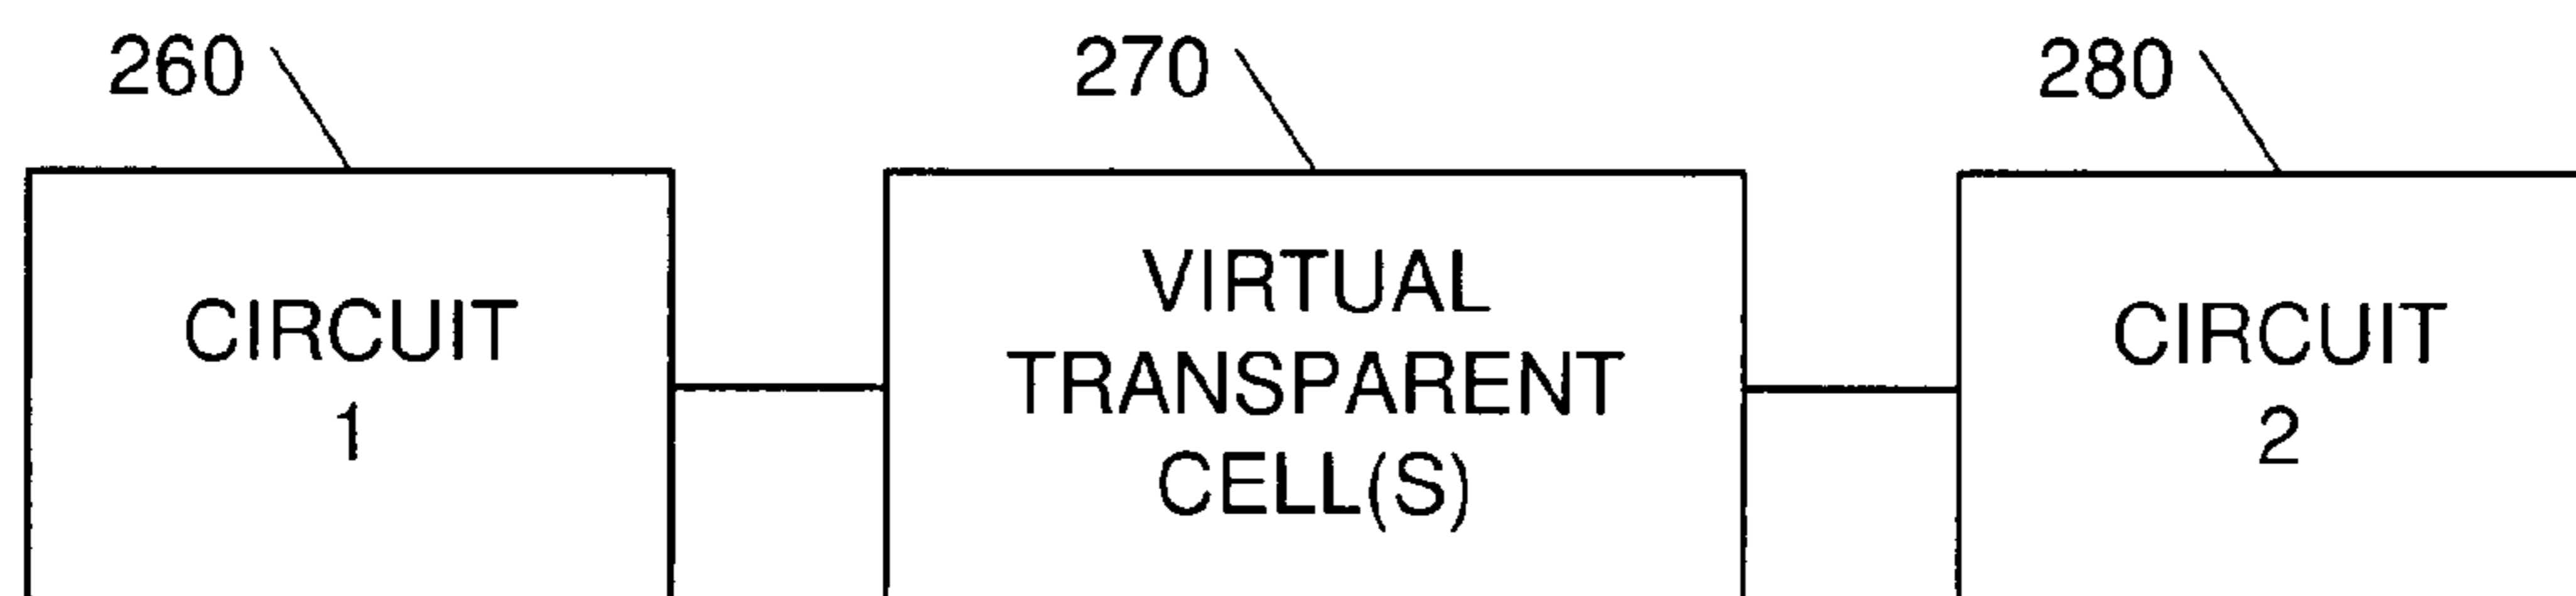 260
270
280
CIRCUIT
1
VIRTUAL
TRANSPARENT
CELL(S)
CIRCUIT
2